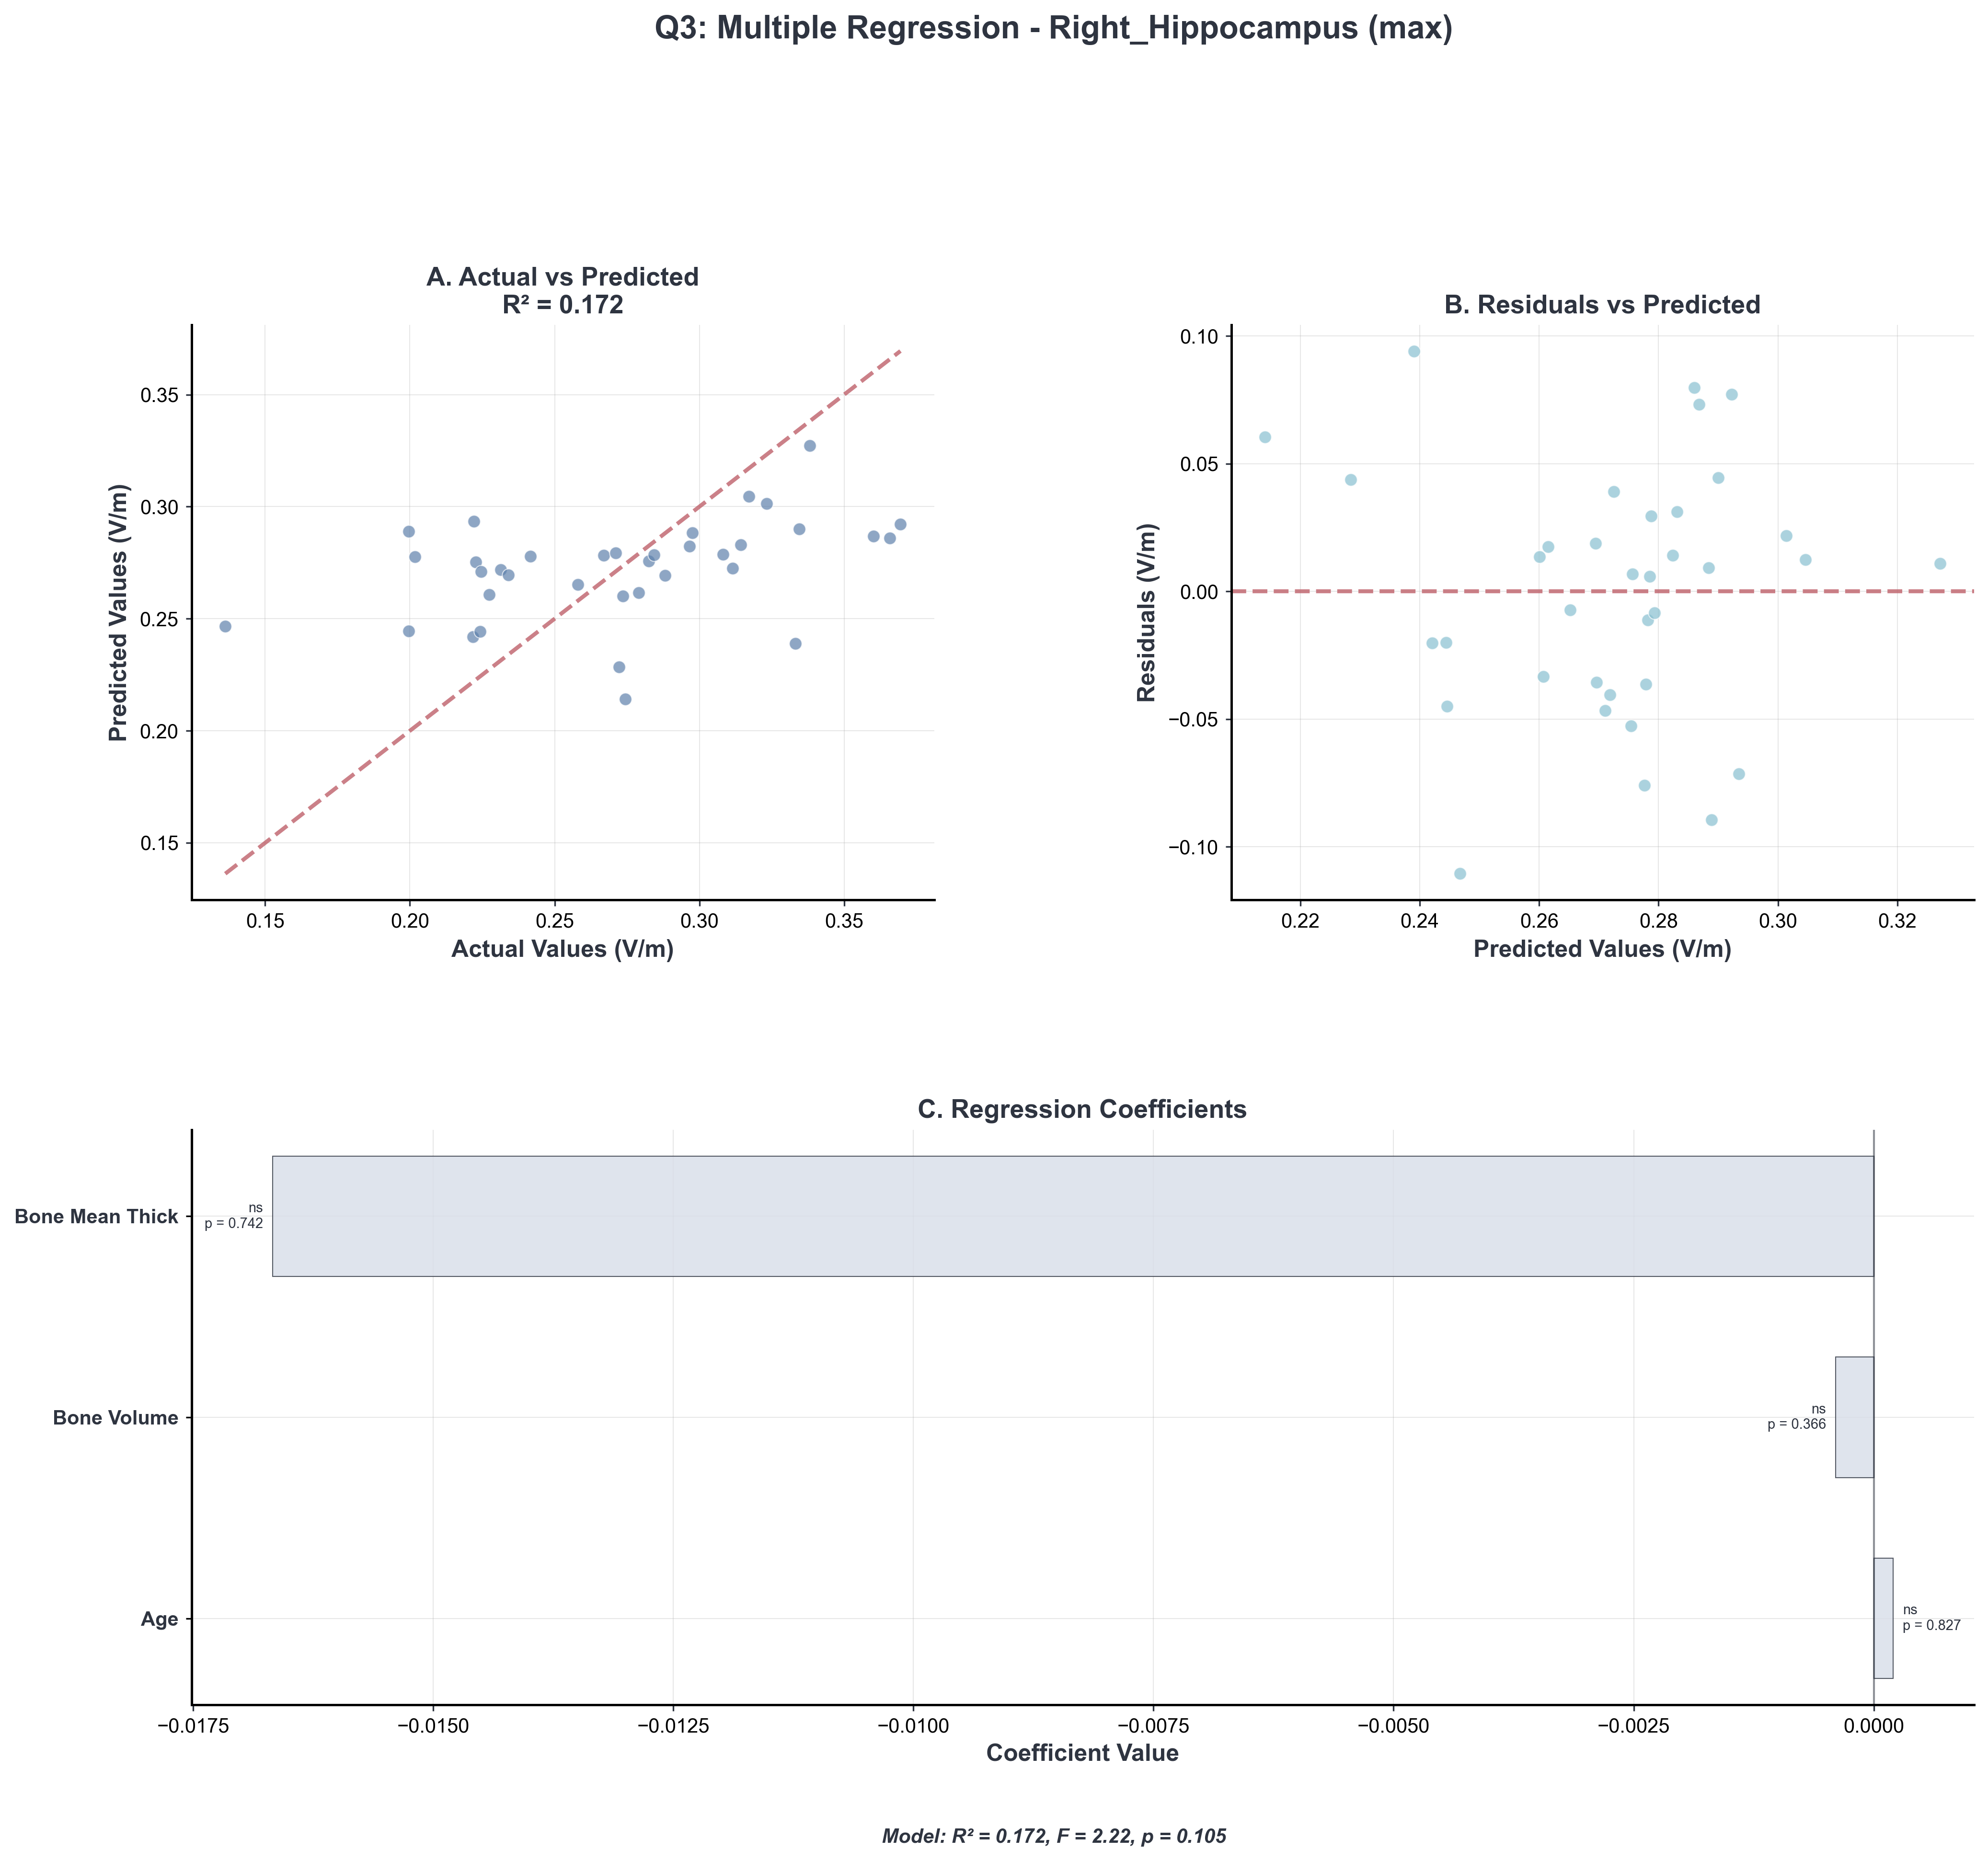 Q3: Multiple Regression - Right_Hippocampus (max)
A. Actual vs Predicted
R² = 0.172
Predicted Values (V/m)
0.35
0.30
0.25
0.20
0.15
0.15 0.20 0.25 0.30 0.35
Actual Values (V/m)
B. Residuals vs Predicted
Residuals (V/m)
0.10
0.05
0.00
−0.05
−0.10
0.22 0.24 0.26 0.28 0.30 0.32
Predicted Values (V/m)
C. Regression Coefficients
Bone Mean Thick
ns
p = 0.742
Bone Volume
ns
p = 0.366
Age
ns
p = 0.827
−0.0175 −0.0150 −0.0125 −0.0100 −0.0075 −0.0050 −0.0025 0.0000
Coefficient Value
Model: R² = 0.172, F = 2.22, p = 0.105